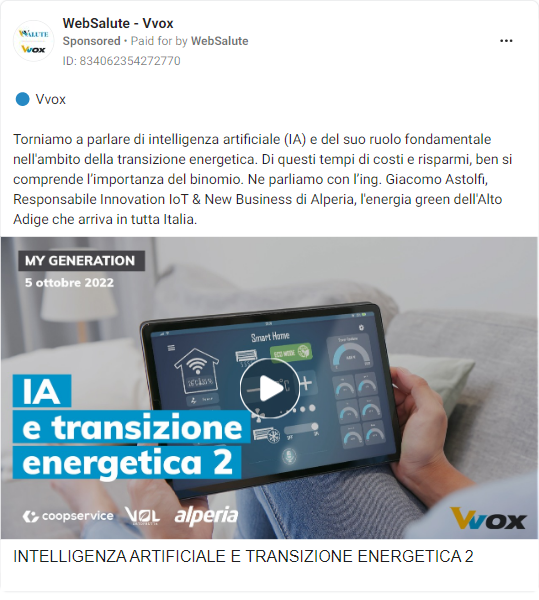 WebSalute - Vvox
Sponsored • Paid for by WebSalute
ID: 834062354272770
Vvox
Torniamo a parlare di intelligenza artificiale (IA) e del suo ruolo fondamentale
nell'ambito della transizione energetica. Di questi tempi di costi e risparmi, ben si
comprende l’importanza del binomio. Ne parliamo con l’ing. Giacomo Astolfi,
Responsabile Innovation IoT & New Business di Alperia, l'energia green dell'Alto
Adige che arriva in tutta Italia.
MY GENERATION
5 ottobre 2022
Smart Home
ECO MODE
°C
IA
e transizione
energetica 2
coopservice
alperia
VvOX
INTELLIGENZA ARTIFICIALE E TRANSIZIONE ENERGETICA 2